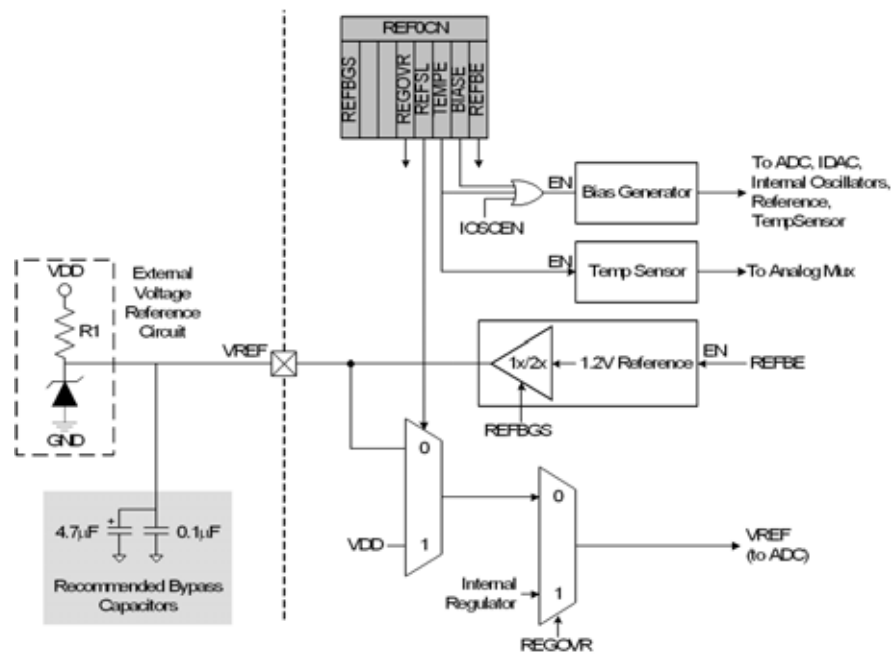 REF0CN
REFBGS
REGOVR
REFSL
TEMPE
BIASE
REFBE
EN
Bias Generator
To ADC, IDAC,
Internal Oscillators,
Reference,
TempSensor
IOSCEN
EN
Temp Sensor
To Analog Mux
VDD
R1
GND
External
Voltage
Reference
Circuit
VREF
1x/2x
1.2V Reference
EN
REFBE
REFBGS
0
1
VDD
0
1
Internal
Regulator
REGOVR
VREF
(to ADC)
4.7µF
+
0.1µF
Recommended Bypass
Capacitors